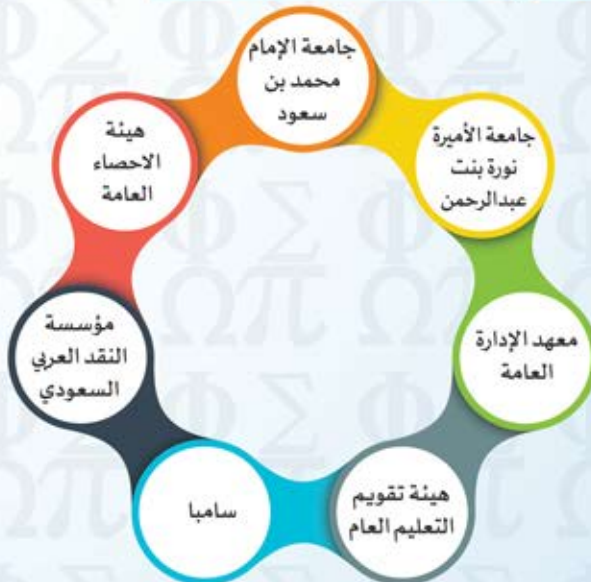 جامعة الإمام
محمد بن
سعود
جامعة الأميرة
نورة بنت
عبدالرحمن
معهد الإدارة
العامة
هيئة تقويم
التعليم العام
سامبا
مؤسسة
النقد العربي
السعودي
هيئة
الاحصاء
العامة